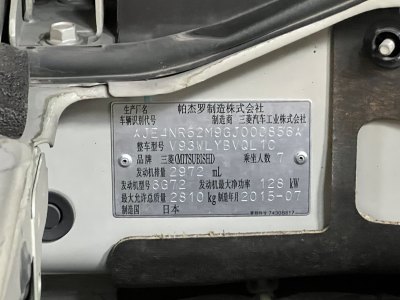 生产厂名 帕杰罗制造株式会社
车辆识别代号 制造商 三菱汽车工业株式会社
AJE4NR62M9GJ000856A
整车型号 V93WLYBVQL1C
品牌 三菱(MITSUBISHI) 乘坐人数 7
发动机排量 2972 mL
发动机型号 6G72 发动机最大净功率 128 kW
最大允许总质量 2810 kg 制造年月 2015-07
制造国 日本